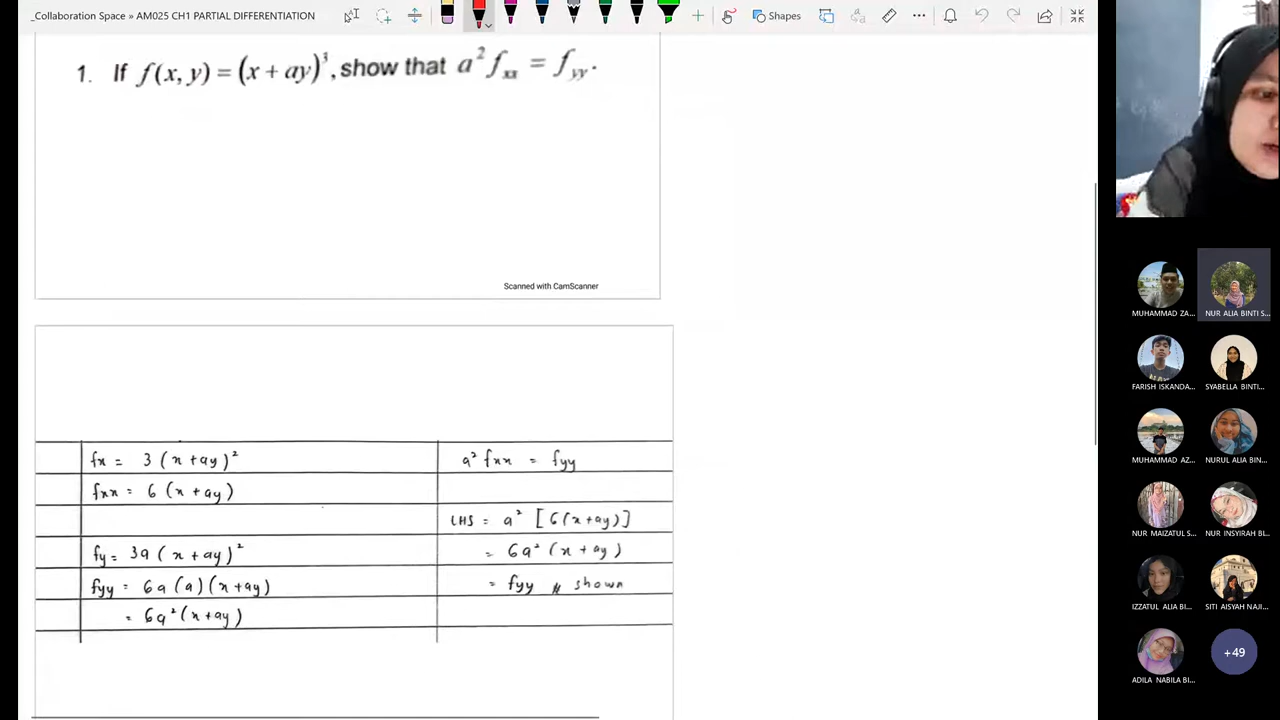 _Collaboration Space » AM025 CH1 PARTIAL DIFFERENTIATION
Shapes
1. If f(x, y) = (x + ay)³, show that a² fₓₓ = f_yy.
Scanned with CamScanner
fx = 3 (x + ay)²
fxx = 6 (x + ay)
fy = 3a (x + ay)²
fyy = 6a (a) (x + ay)
= 6a² (x + ay)
a² fxx = fyy
LHS = a² [6(x + ay)]
= 6a² (x + ay)
= fyy // shown
MUHAMMAD ZA...
NUR ALIA BINTI S...
FARISH ISKANDA...
SYABELLA BINTI...
MUHAMMAD AZ...
NURUL ALIA BIN...
NUR MAIZATUL S...
NUR INSYIRAH BI...
IZZATUL ALIA BI...
SITI AISYAH NAJI...
ADILA NABILA BI...
+49